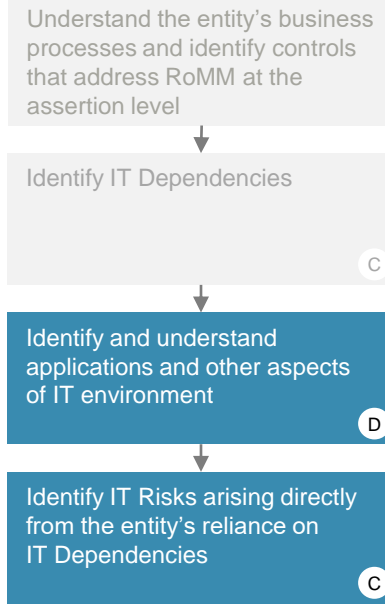 Understand the entity’s business
processes and identify controls
that address RoMM at the
assertion level
Identify IT Dependencies
C
Identify and understand
applications and other aspects
of IT environment
D
Identify IT Risks arising directly
from the entity’s reliance on
IT Dependencies
C